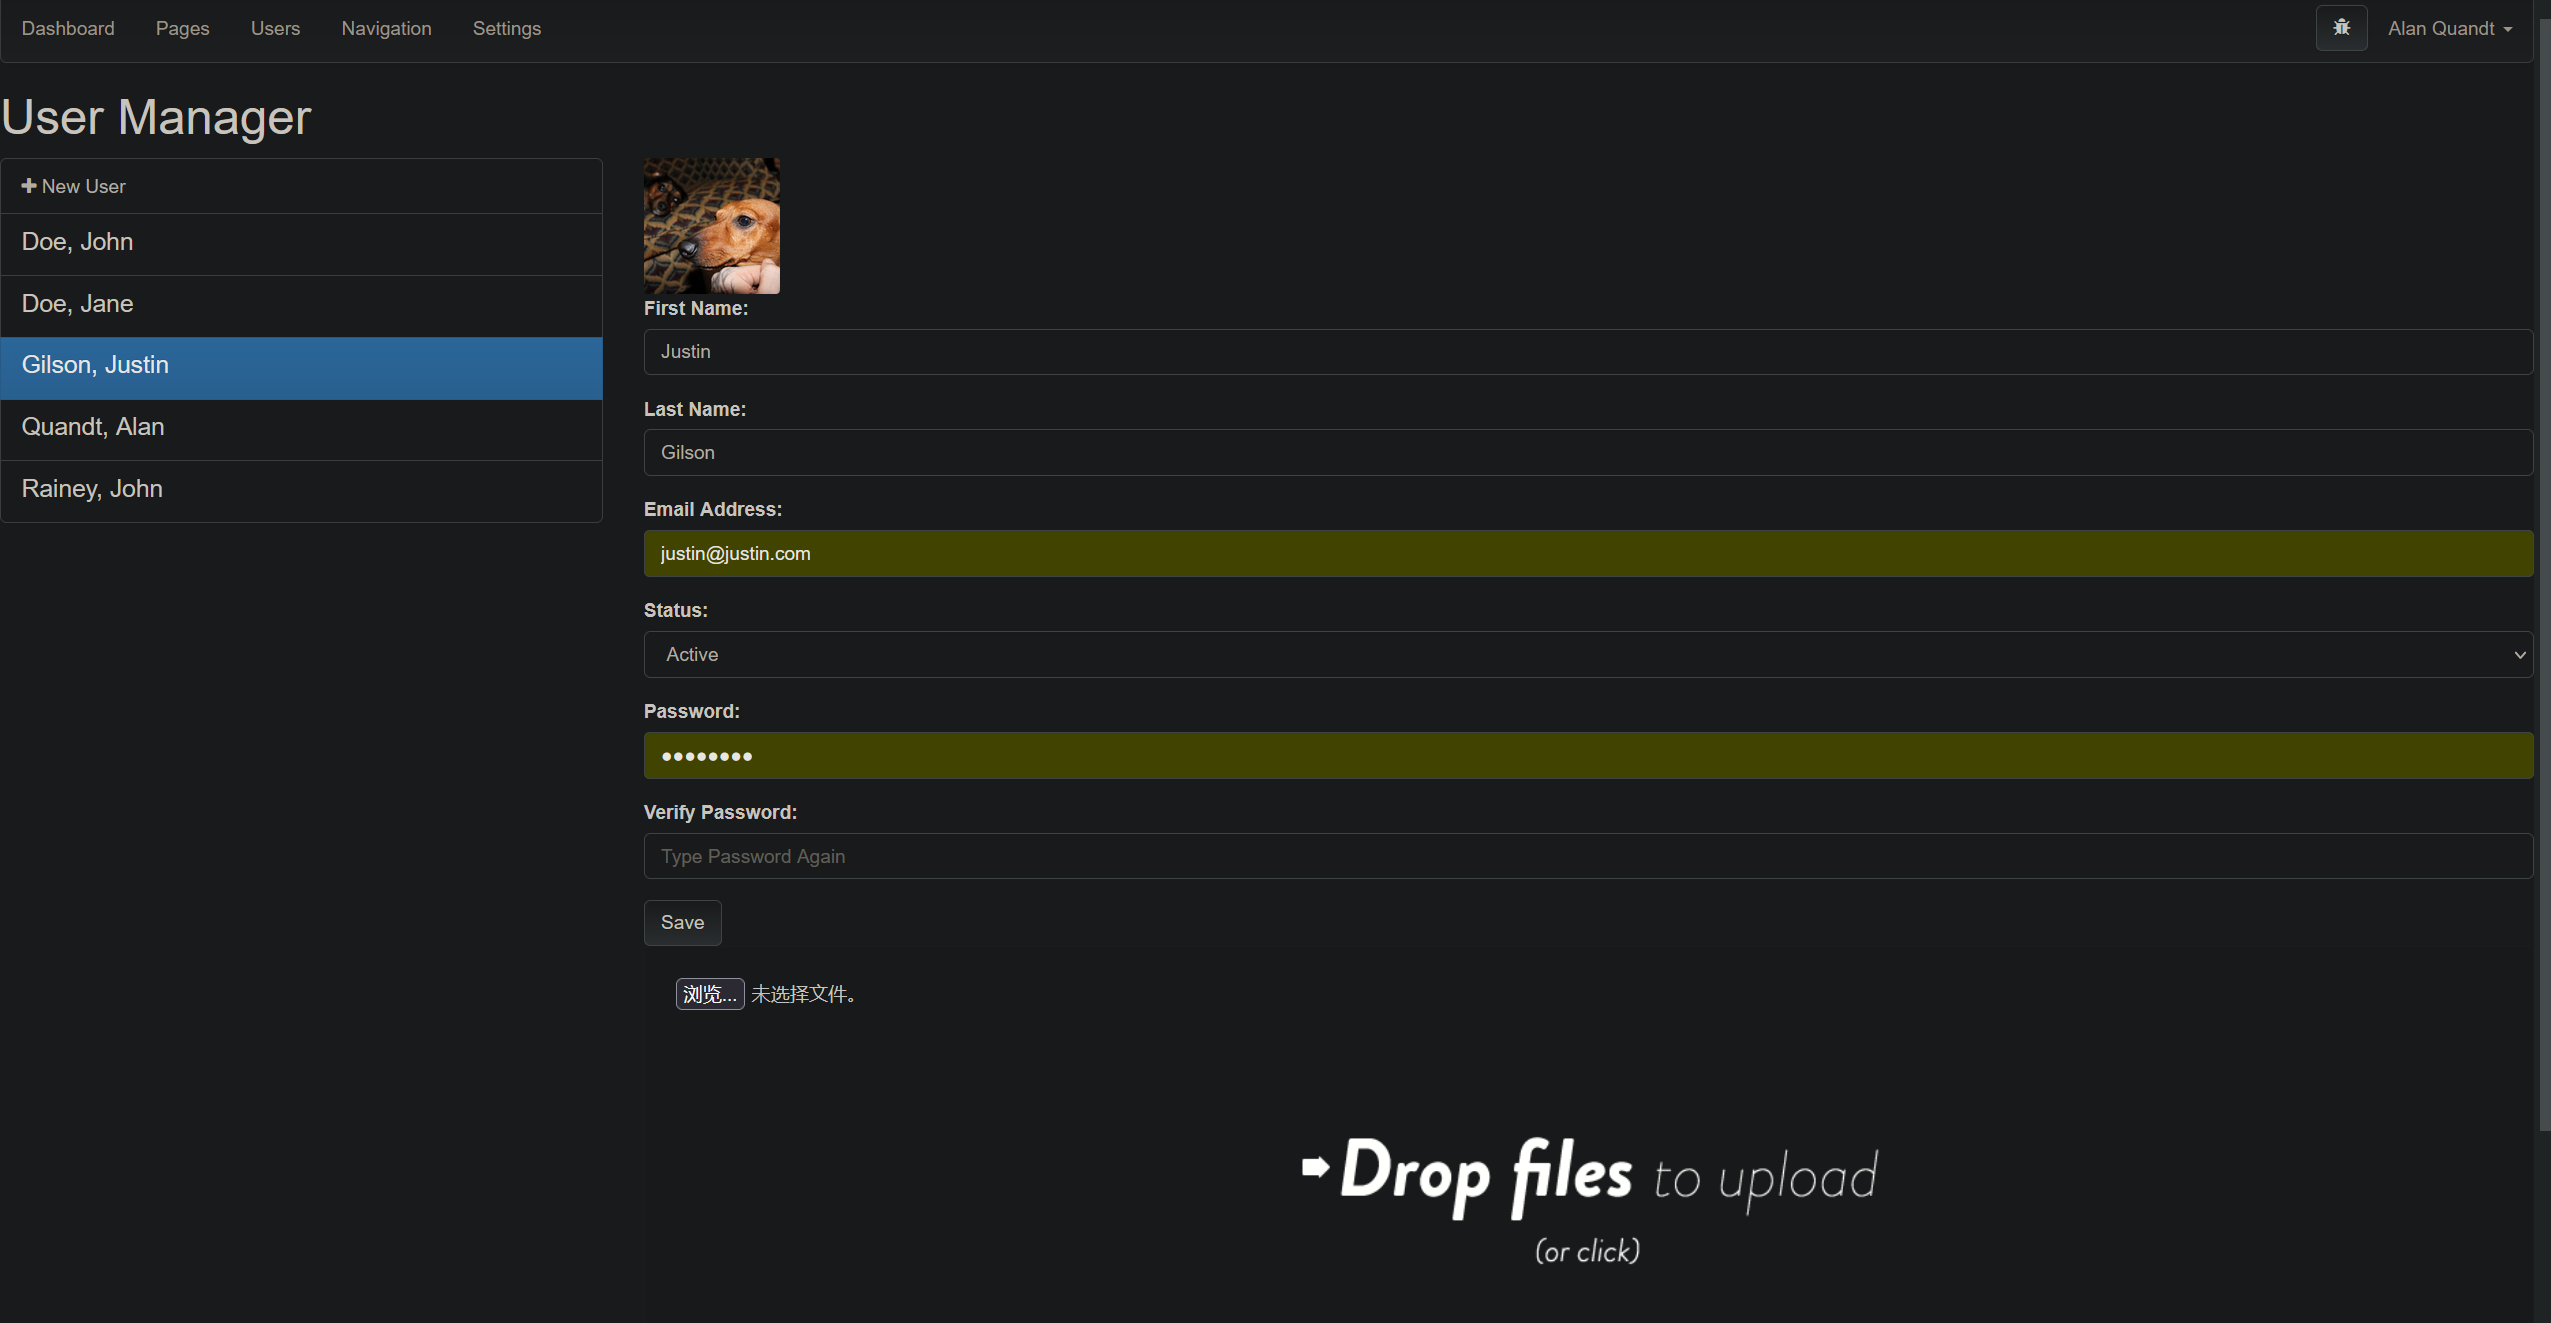 Dashboard Pages Users Navigation Settings Alan Quandt
User Manager
New User
Doe, John
Doe, Jane
Gilson, Justin
Quandt, Alan
Rainey, John
First Name:
Justin
Last Name:
Gilson
Email Address:
justin@justin.com
Status:
Active
Password:
••••••••
Verify Password:
Type Password Again
Save
浏览... 未选择文件。
Drop files to upload
(or click)